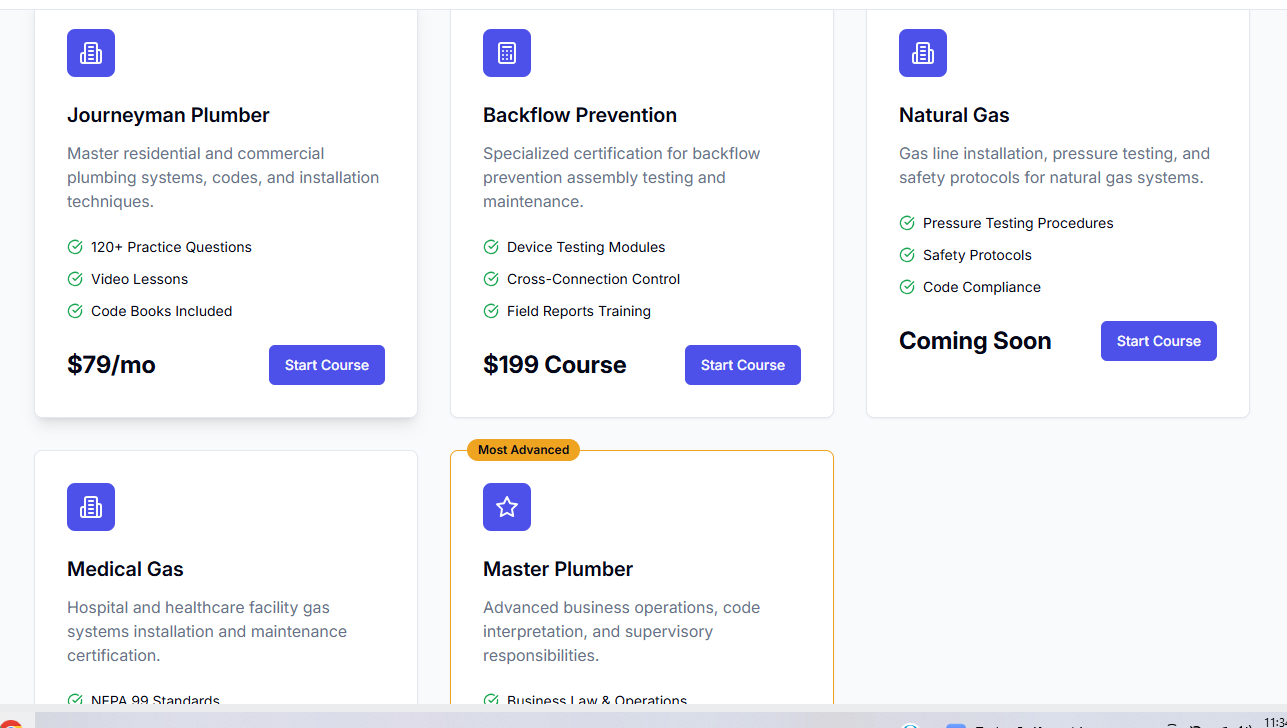 Journeyman Plumber
Master residential and commercial
plumbing systems, codes, and installation
techniques.
120+ Practice Questions
Video Lessons
Code Books Included
$79/mo
Start Course
Backflow Prevention
Specialized certification for backflow
prevention assembly testing and
maintenance.
Device Testing Modules
Cross-Connection Control
Field Reports Training
$199 Course
Start Course
Natural Gas
Gas line installation, pressure testing, and
safety protocols for natural gas systems.
Pressure Testing Procedures
Safety Protocols
Code Compliance
Coming Soon
Start Course
Medical Gas
Hospital and healthcare facility gas
systems installation and maintenance
certification.
NFPA 99 Standards
Most Advanced
Master Plumber
Advanced business operations, code
interpretation, and supervisory
responsibilities.
Business Law & Operations